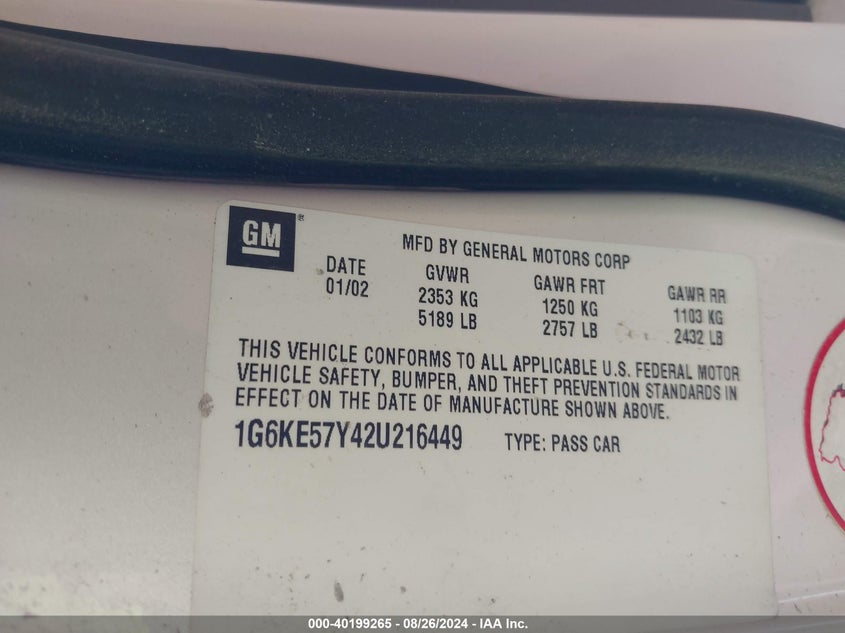 GM®
MFD BY GENERAL MOTORS CORP
DATE GVWR GAWR FRT GAWR RR
01/02 2353 KG 1250 KG 1103 KG
5189 LB 2757 LB 2432 LB
THIS VEHICLE CONFORMS TO ALL APPLICABLE U.S. FEDERAL MOTOR
VEHICLE SAFETY, BUMPER, AND THEFT PREVENTION STANDARDS IN
EFFECT ON THE DATE OF MANUFACTURE SHOWN ABOVE.
1G6KE57Y42U216449 TYPE: PASS CAR
000-40199265 - 08/26/2024 - IAA Inc.